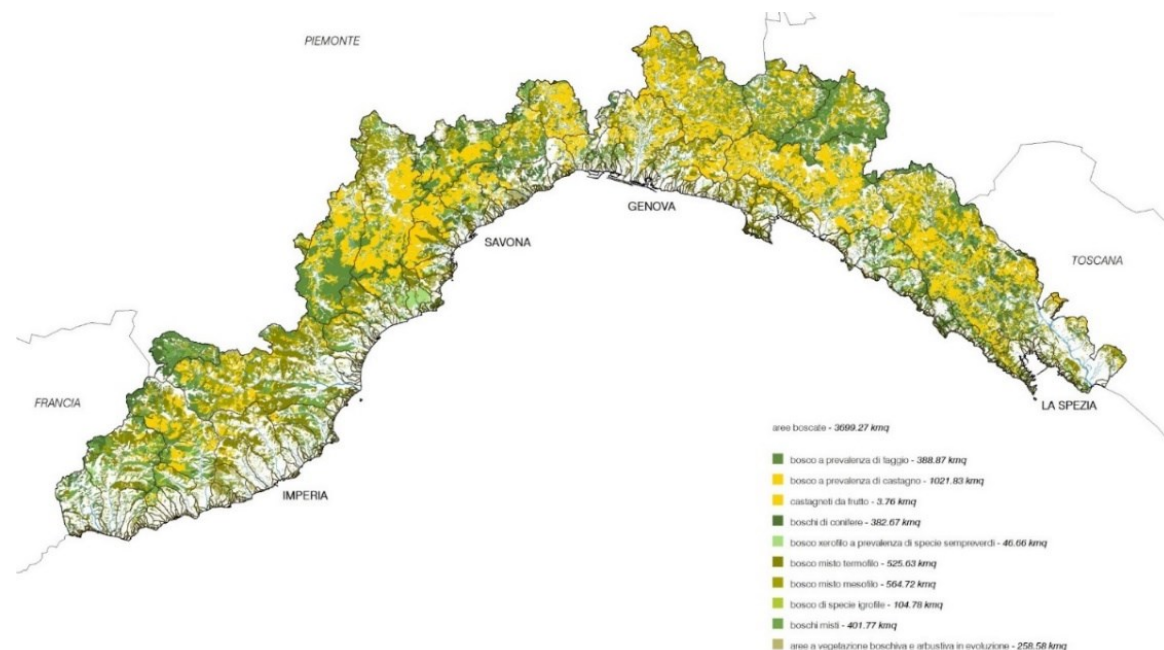 PIEMONTE
GENOVA
SAVONA
TOSCANA
FRANCIA
LA SPEZIA
IMPERIA
aree boscate - 3699.27 kmq
bosco a prevalenza di faggio - 388.87 kmq
bosco a prevalenza di castagno - 1021.83 kmq
castagneti da frutto - 3.76 kmq
boschi di conifere - 382.67 kmq
bosco xerofilo a prevalenza di specie sempreverdi - 46.66 kmq
bosco misto termofilo - 525.63 kmq
bosco misto mesofilo - 564.72 kmq
bosco di specie igrofile - 104.78 kmq
boschi misti - 401.77 kmq
aree a vegetazione boschiva e arbustiva in evoluzione - 258.58 kmq